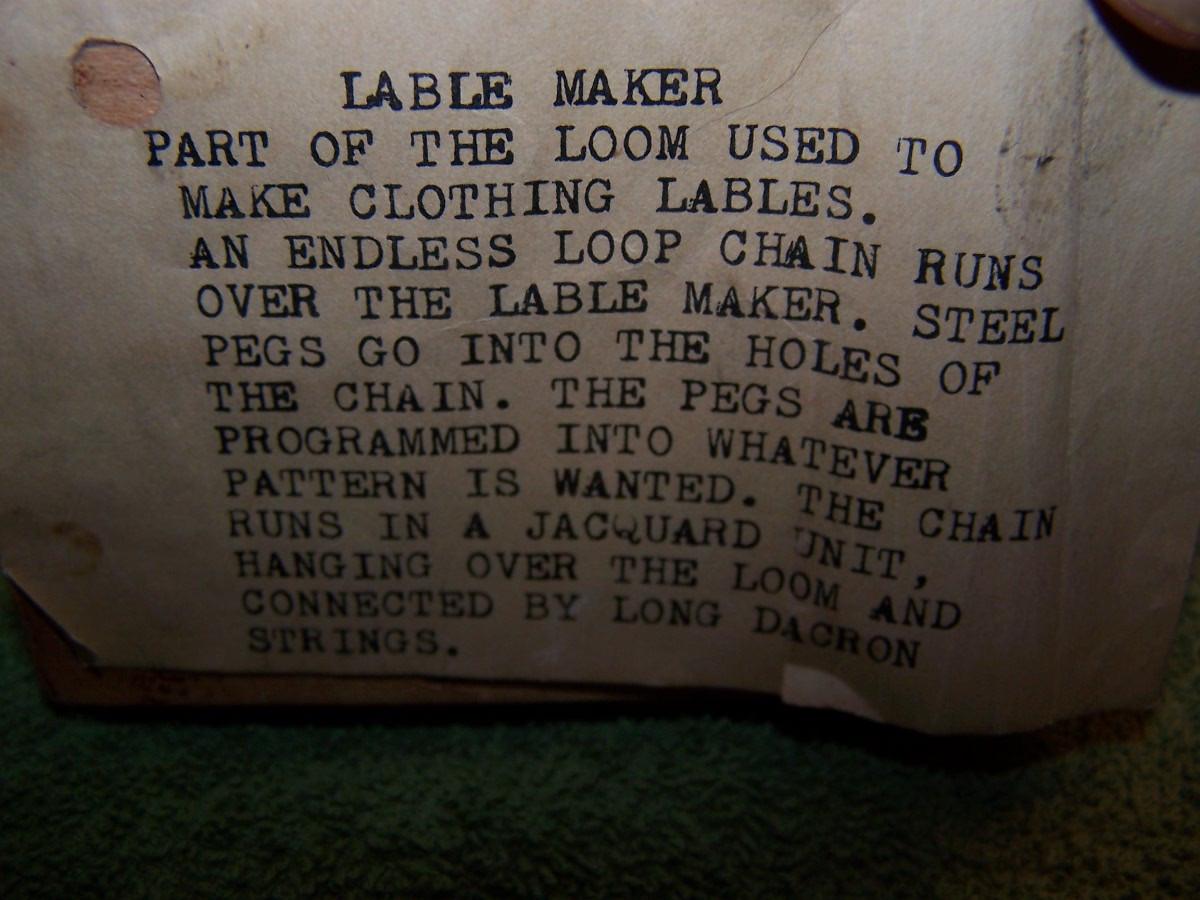 LABLE MAKER
PART OF THE LOOM USED TO
MAKE CLOTHING LABLES.
AN ENDLESS LOOP CHAIN RUNS
OVER THE LABLE MAKER. STEEL
PEGS GO INTO THE HOLES OF
THE CHAIN. THE PEGS ARE
PROGRAMMED INTO WHATEVER
PATTERN IS WANTED. THE CHAIN
RUNS IN A JACQUARD UNIT,
HANGING OVER THE LOOM AND
CONNECTED BY LONG DACRON
STRINGS.